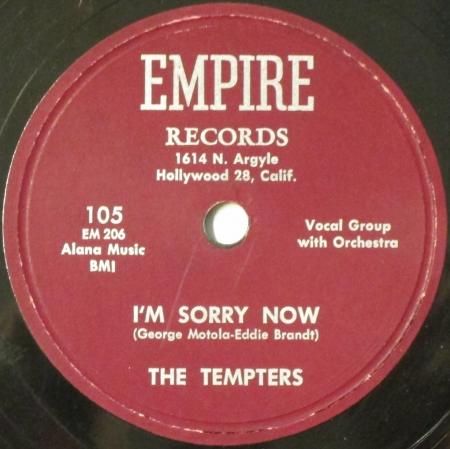 EMPIRE
RECORDS
1614 N. Argyle
Hollywood 28, Calif.
105
EM 206
Alana Music
BMI
Vocal Group
with Orchestra
I'M SORRY NOW
(George Motola-Eddie Brandt)
THE TEMPTERS